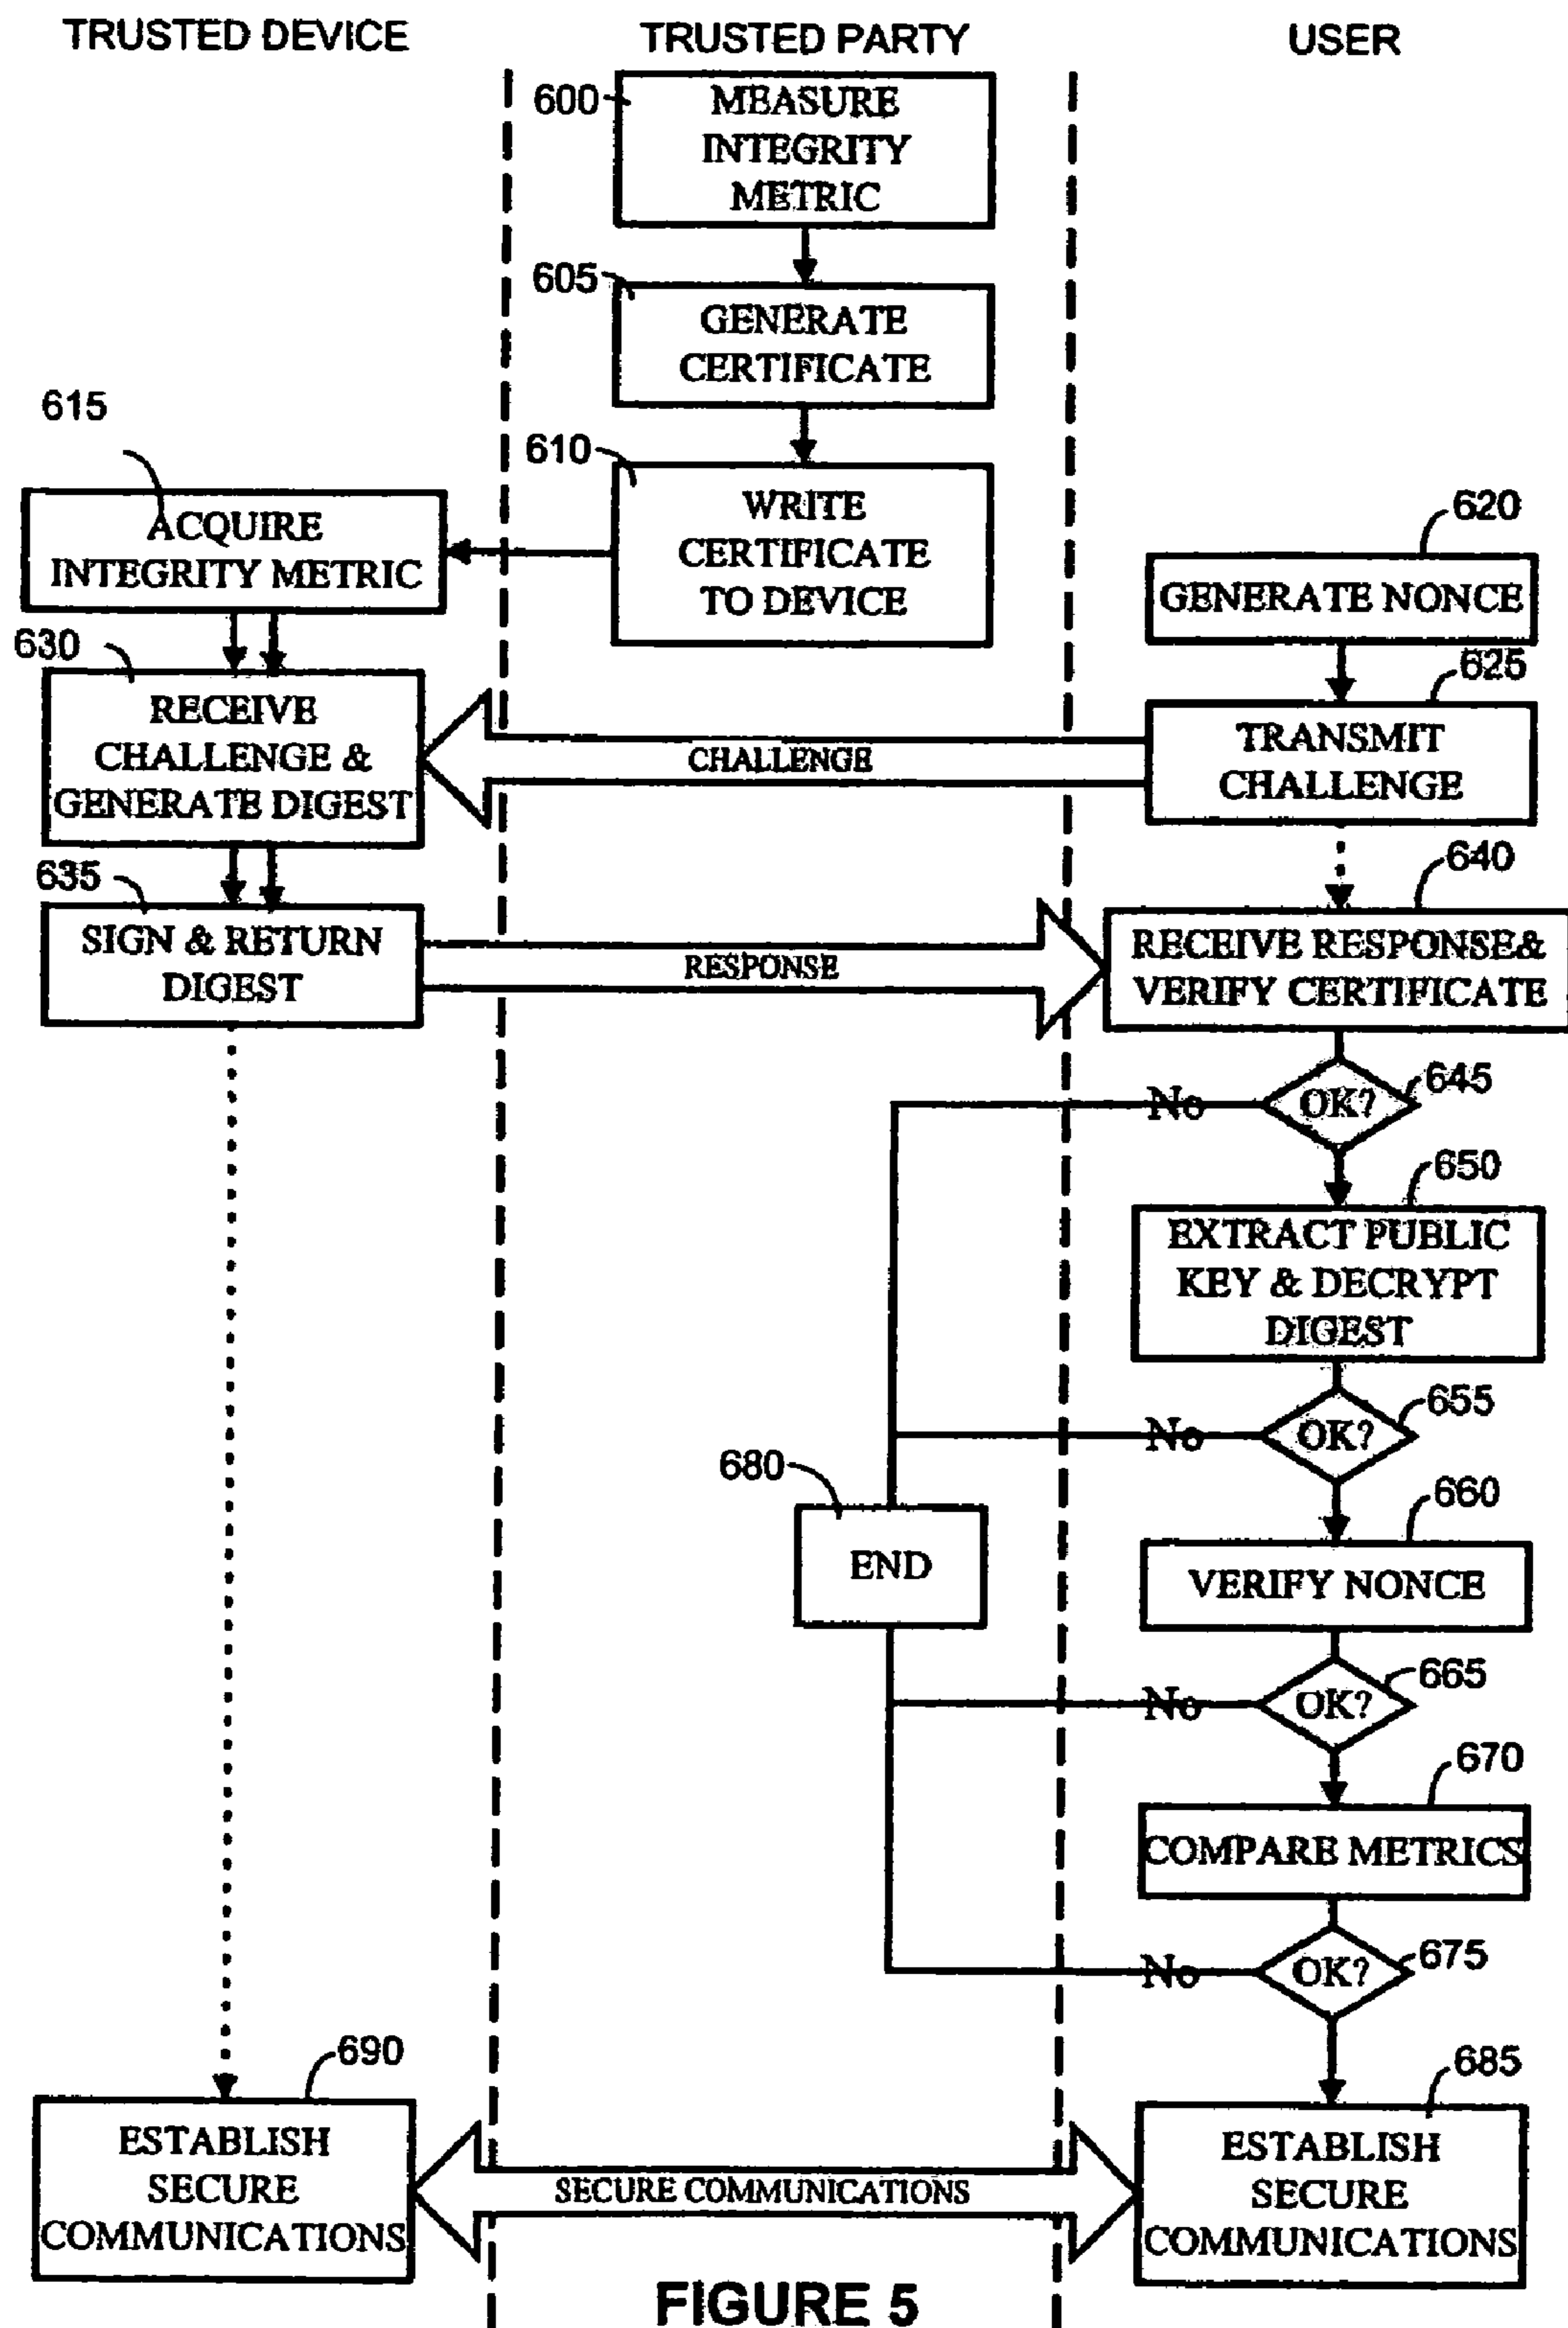 TRUSTED DEVICE
TRUSTED PARTY
USER
600
MEASURE
INTEGRITY
METRIC
605
GENERATE
CERTIFICATE
610
WRITE
CERTIFICATE
TO DEVICE
615
ACQUIRE
INTEGRITY METRIC
620
GENERATE NONCE
625
TRANSMIT
CHALLENGE
CHALLENGE
630
RECEIVE
CHALLENGE &
GENERATE DIGEST
635
SIGN & RETURN
DIGEST
RESPONSE
640
RECEIVE RESPONSE&
VERIFY CERTIFICATE
645
OK?
No
650
EXTRACT PUBLIC
KEY & DECRYPT
DIGEST
655
OK?
No
680
END
660
VERIFY NONCE
665
OK?
No
670
COMPARE METRICS
675
OK?
No
690
ESTABLISH
SECURE
COMMUNICATIONS
SECURE COMMUNICATIONS
685
ESTABLISH
SECURE
COMMUNICATIONS
FIGURE 5